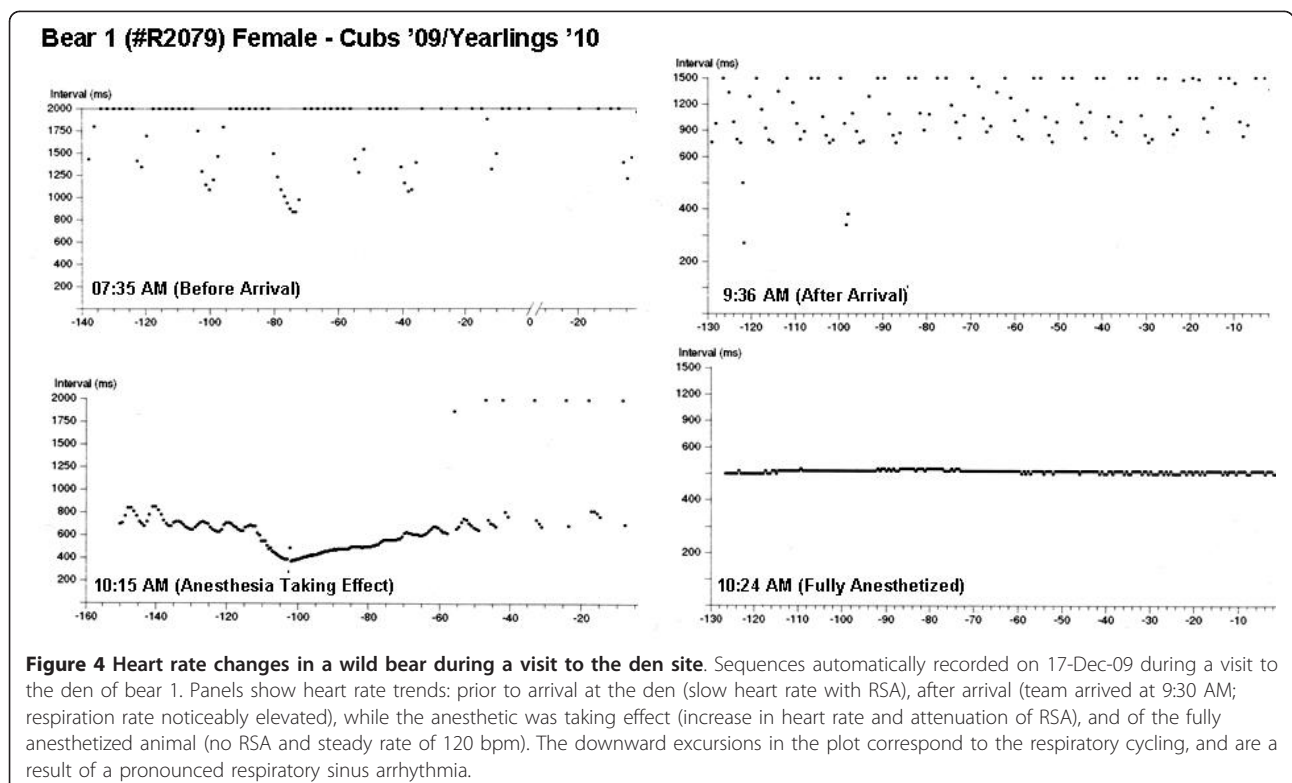 Bear 1 (#R2079) Female - Cubs '09/Yearlings '10
Interval (ms)
2000
1750
1500
1250
1000
800
600
400
200
07:35 AM (Before Arrival)
-140 -120 -100 -80 -60 -40 -20 0 -20
Interval (ms)
1500
1200
900
600
400
200
9:36 AM (After Arrival)
-130 -120 -110 -100 -90 -80 -70 -60 -50 -40 -30 -20 -10
Interval (ms)
2000
1750
1500
1250
1000
800
600
400
200
10:15 AM (Anesthesia Taking Effect)
-160 -140 -120 -100 -80 -60 -40 -20
Interval (ms)
1500
1200
900
600
400
200
10:24 AM (Fully Anesthetized)
-130 -120 -110 -100 -90 -80 -70 -60 -50 -40 -30 -20 -10
Figure 4 Heart rate changes in a wild bear during a visit to the den site. Sequences automatically recorded on 17-Dec-09 during a visit to
the den of bear 1. Panels show heart rate trends: prior to arrival at the den (slow heart rate with RSA), after arrival (team arrived at 9:30 AM;
respiration rate noticeably elevated), while the anesthetic was taking effect (increase in heart rate and attenuation of RSA), and of the fully
anesthetized animal (no RSA and steady rate of 120 bpm). The downward excursions in the plot correspond to the respiratory cycling, and are a
result of a pronounced respiratory sinus arrhythmia.